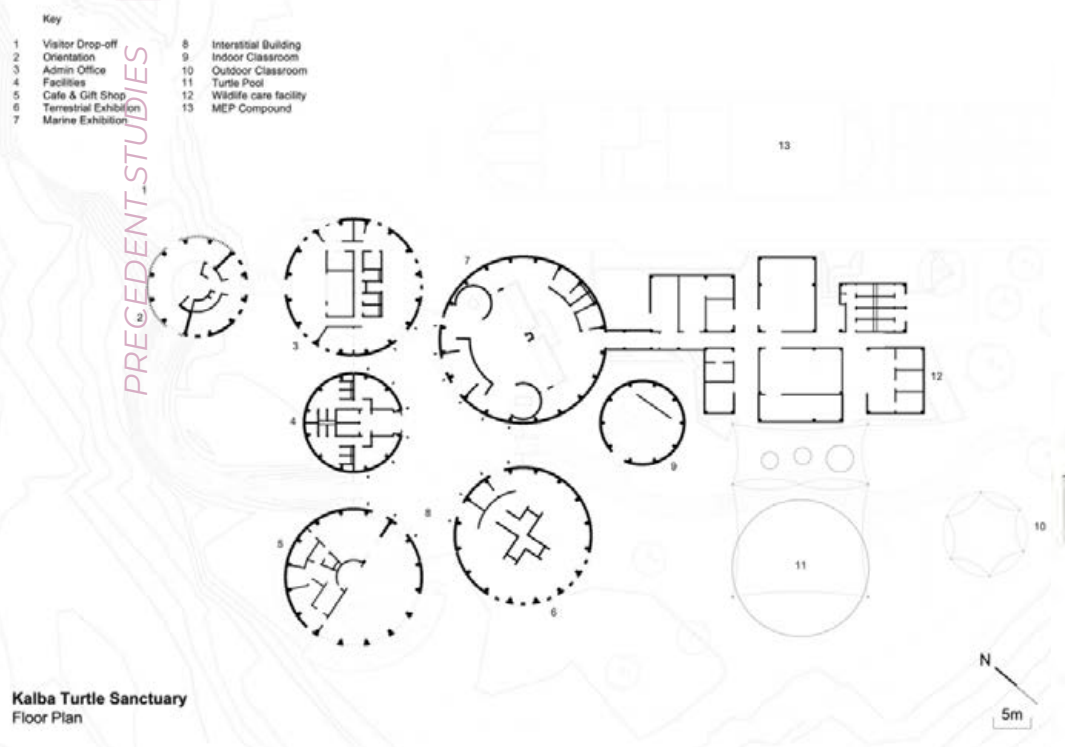 Key
1 Visitor Drop-off
2 Orientation
3 Admin Office
4 Facilities
5 Cafe & Gift Shop
6 Terrestrial Exhibition
7 Marine Exhibition
8 Interstitial Building
9 Indoor Classroom
10 Outdoor Classroom
11 Turtle Pool
12 Wildlife care facility
13 MEP Compound
PRECEDENT STUDIES
13
1
7
2
3
12
4
9
8
10
5
11
6
N
5m
Kalba Turtle Sanctuary
Floor Plan